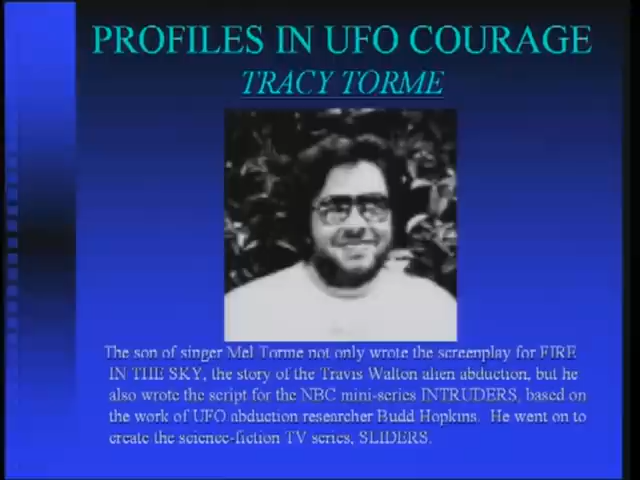 PROFILES IN UFO COURAGE
TRACY TORME
The son of singer Mel Torme not only wrote the screenplay for FIRE
IN THE SKY, the story of the Travis Walton alien abduction, but he
also wrote the script for the NBC mini-series INTRUDERS, based on
the work of UFO abduction researcher Budd Hopkins. He went on to
create the science-fiction TV series, SLIDERS.